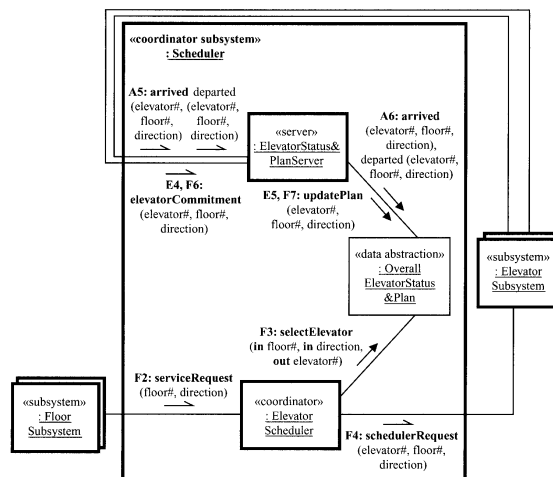 «coordinator subsystem»
: Scheduler
A5: arrived departed
(elevator#, (elevator#,
floor#, floor#,
direction) direction)
«server»
: ElevatorStatus&
PlanServer
A6: arrived
(elevator#, floor#,
direction),
departed (elevator#,
floor#, direction)
E4, F6:
elevatorCommitment
(elevator#, floor#,
direction)
E5, F7: updatePlan
(elevator#,
floor#,
direction)
«data abstraction»
: Overall
ElevatorStatus
&Plan
«subsystem»
: Elevator
Subsystem
F3: selectElevator
(in floor#, in direction,
out elevator#)
F2: serviceRequest
(floor#, direction)
«subsystem»
: Floor
Subsystem
«coordinator»
: Elevator
Scheduler
F4: schedulerRequest
(elevator#, floor#,
direction)